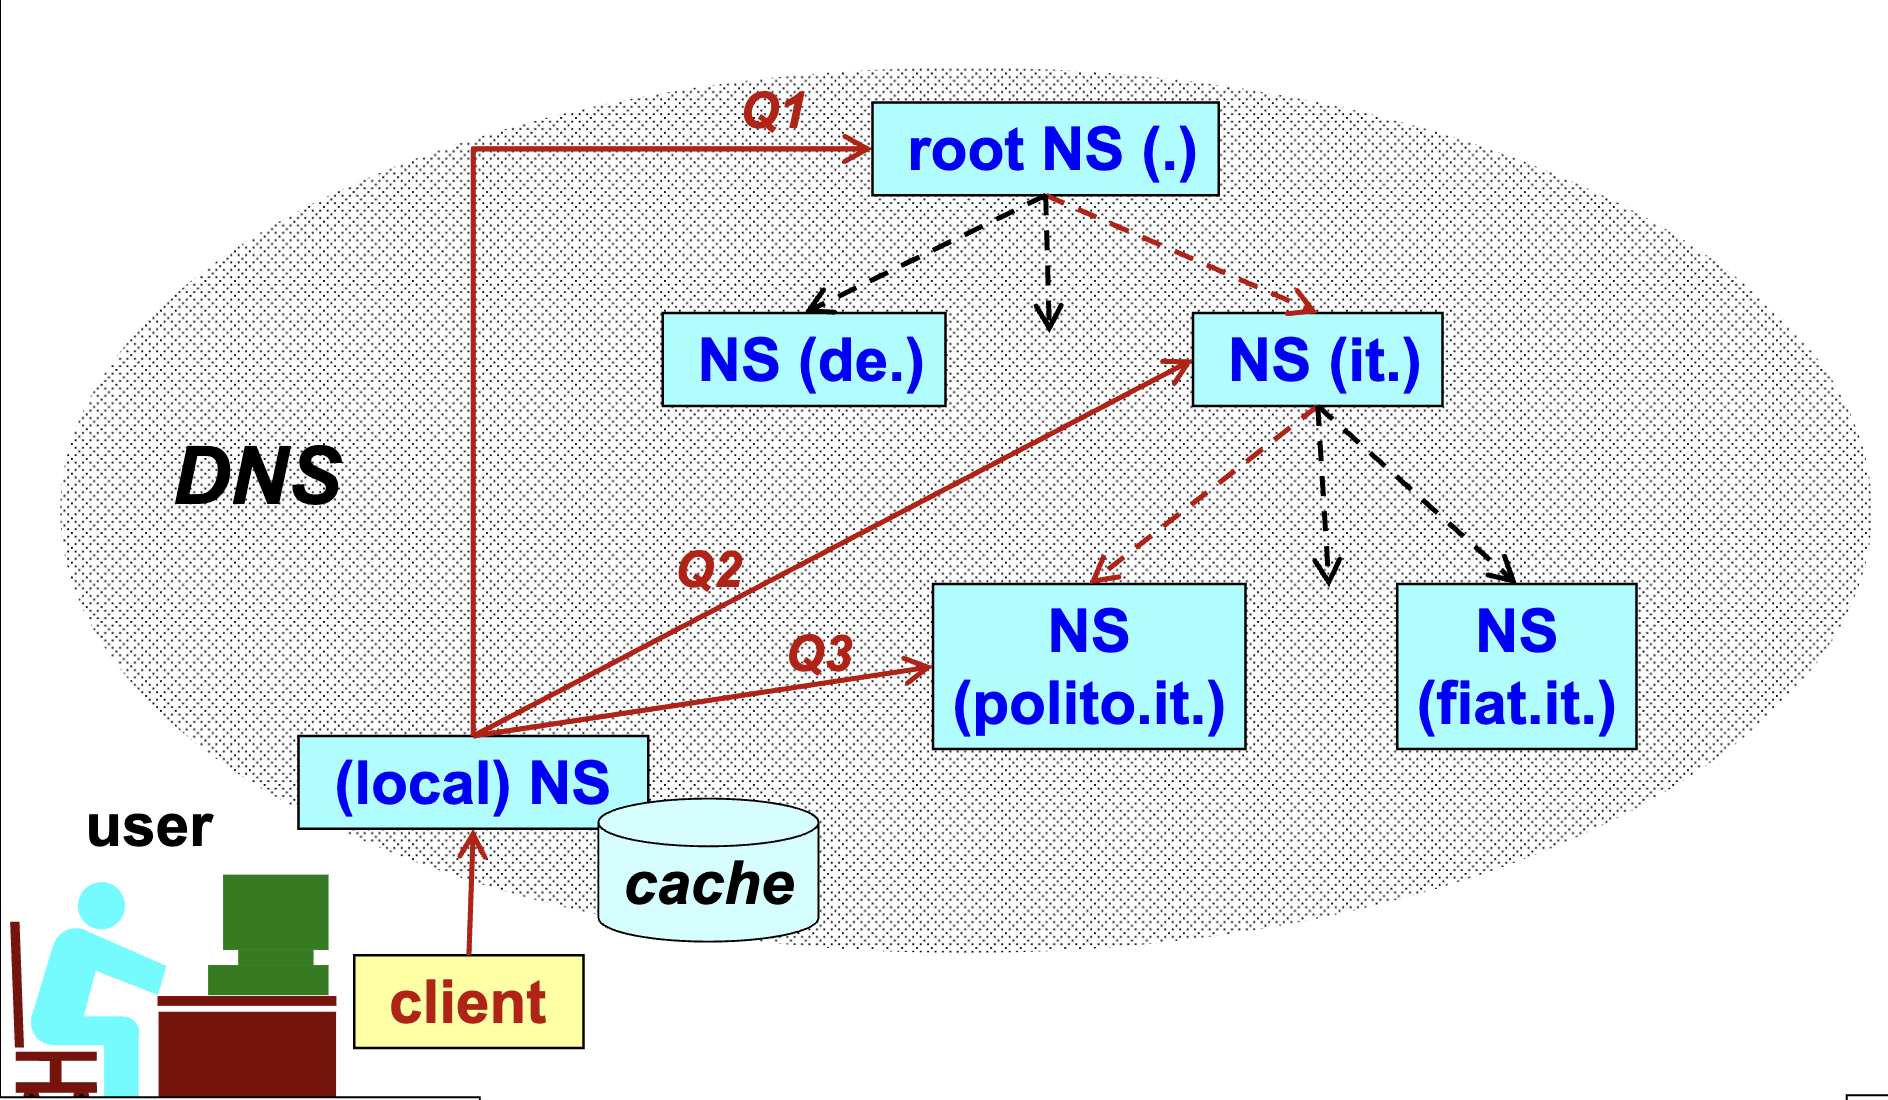 Q1
root NS (.)
NS (de.)
NS (it.)
DNS
Q2
Q3
NS
(polito.it.)
NS
(fiat.it.)
(local) NS
user
cache
client